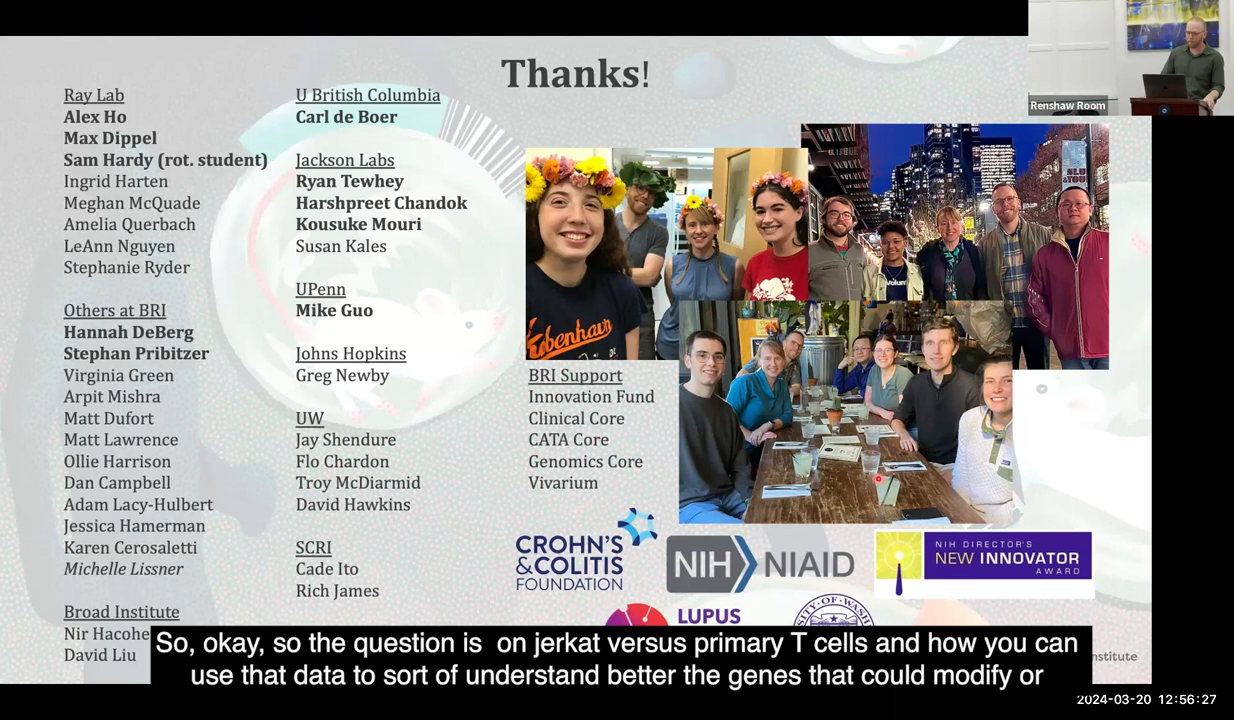 Thanks!
Renshaw Room
Ray Lab
Alex Ho
Max Dippel
Sam Hardy (rot. student)
Ingrid Harten
Meghan McQuade
Amelia Querbach
LeAnn Nguyen
Stephanie Ryder
Others at BRI
Hannah DeBerg
Stephan Pribitzer
Virginia Green
Arpit Mishra
Matt Dufort
Matt Lawrence
Ollie Harrison
Dan Campbell
Adam Lacy-Hulbert
Jessica Hamerman
Karen Cerosaletti
Michelle Lissner
Broad Institute
Nir Hacohe
David Liu
U British Columbia
Carl de Boer
Jackson Labs
Ryan Tewhey
Harshpreet Chandok
Kousuke Mouri
Susan Kales
UPenn
Mike Guo
Johns Hopkins
Greg Newby
UW
Jay Shendure
Flo Chardon
Troy McDiarmid
David Hawkins
SCRI
Cade Ito
Rich James
København
BRI Support
Innovation Fund
Clinical Core
CATA Core
Genomics Core
Vivarium
CROHN'S
&COLITIS
FOUNDATION
NIH NIAID
NIH DIRECTOR'S
NEW INNOVATOR
AWARD
LUPUS
SITY OF WASH
nstitute
So, okay, so the question is on jerkat versus primary T cells and how you can
use that data to sort of understand better the genes that could modify or
2024-03-20 12:56:27